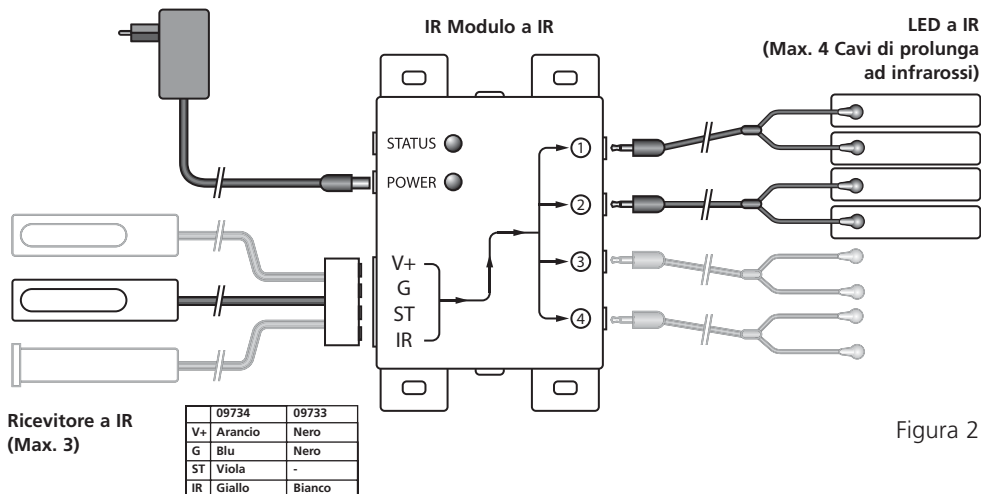 IR Modulo a IR
LED a IR
(Max. 4 Cavi di prolunga
ad infrarossi)
STATUS
POWER
V+
G
ST
IR
1
2
3
4
Ricevitore a IR
(Max. 3)
09734 09733
V+ Arancio Nero
G Blu Nero
ST Viola -
IR Giallo Bianco
Figura 2